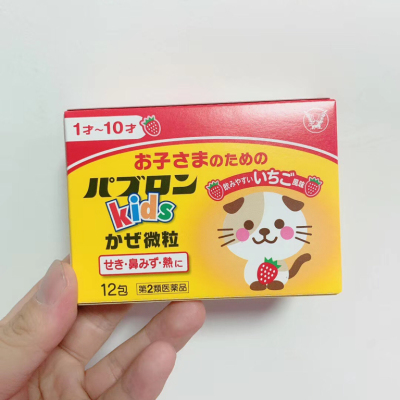 1才~10才
お子さまのための
パブロン
kids
飲みやすいいちご風味
かぜ微粒
せき・鼻みず・熱に
12包
第2類医薬品